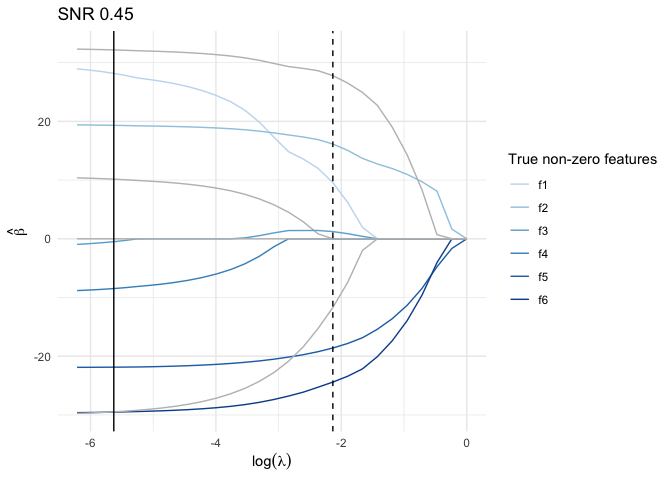 SNR 0.45
20
0
-20
β̂
-6
-4
-2
0
log(λ)
True non-zero features
f1
f2
f3
f4
f5
f6